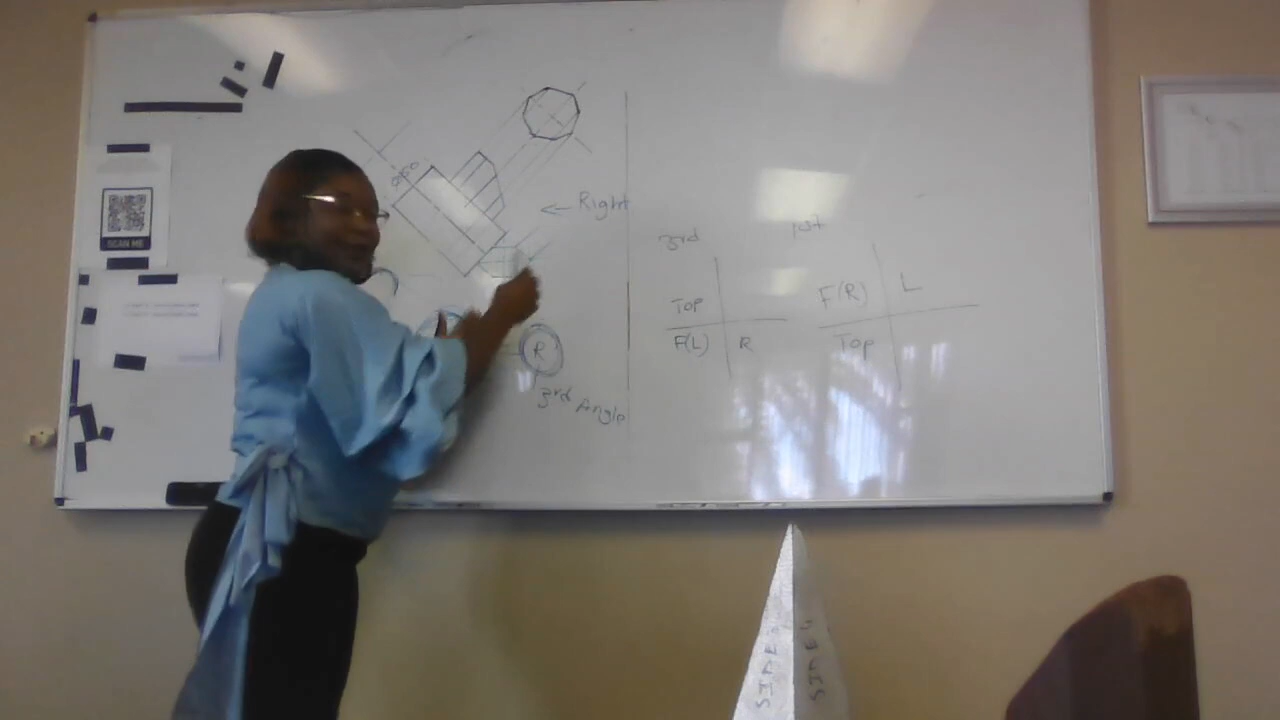 SCAN ME
← Right
R
3rd Angle
3rd
Top
F(L)
R
1st
F(R)
L
Top